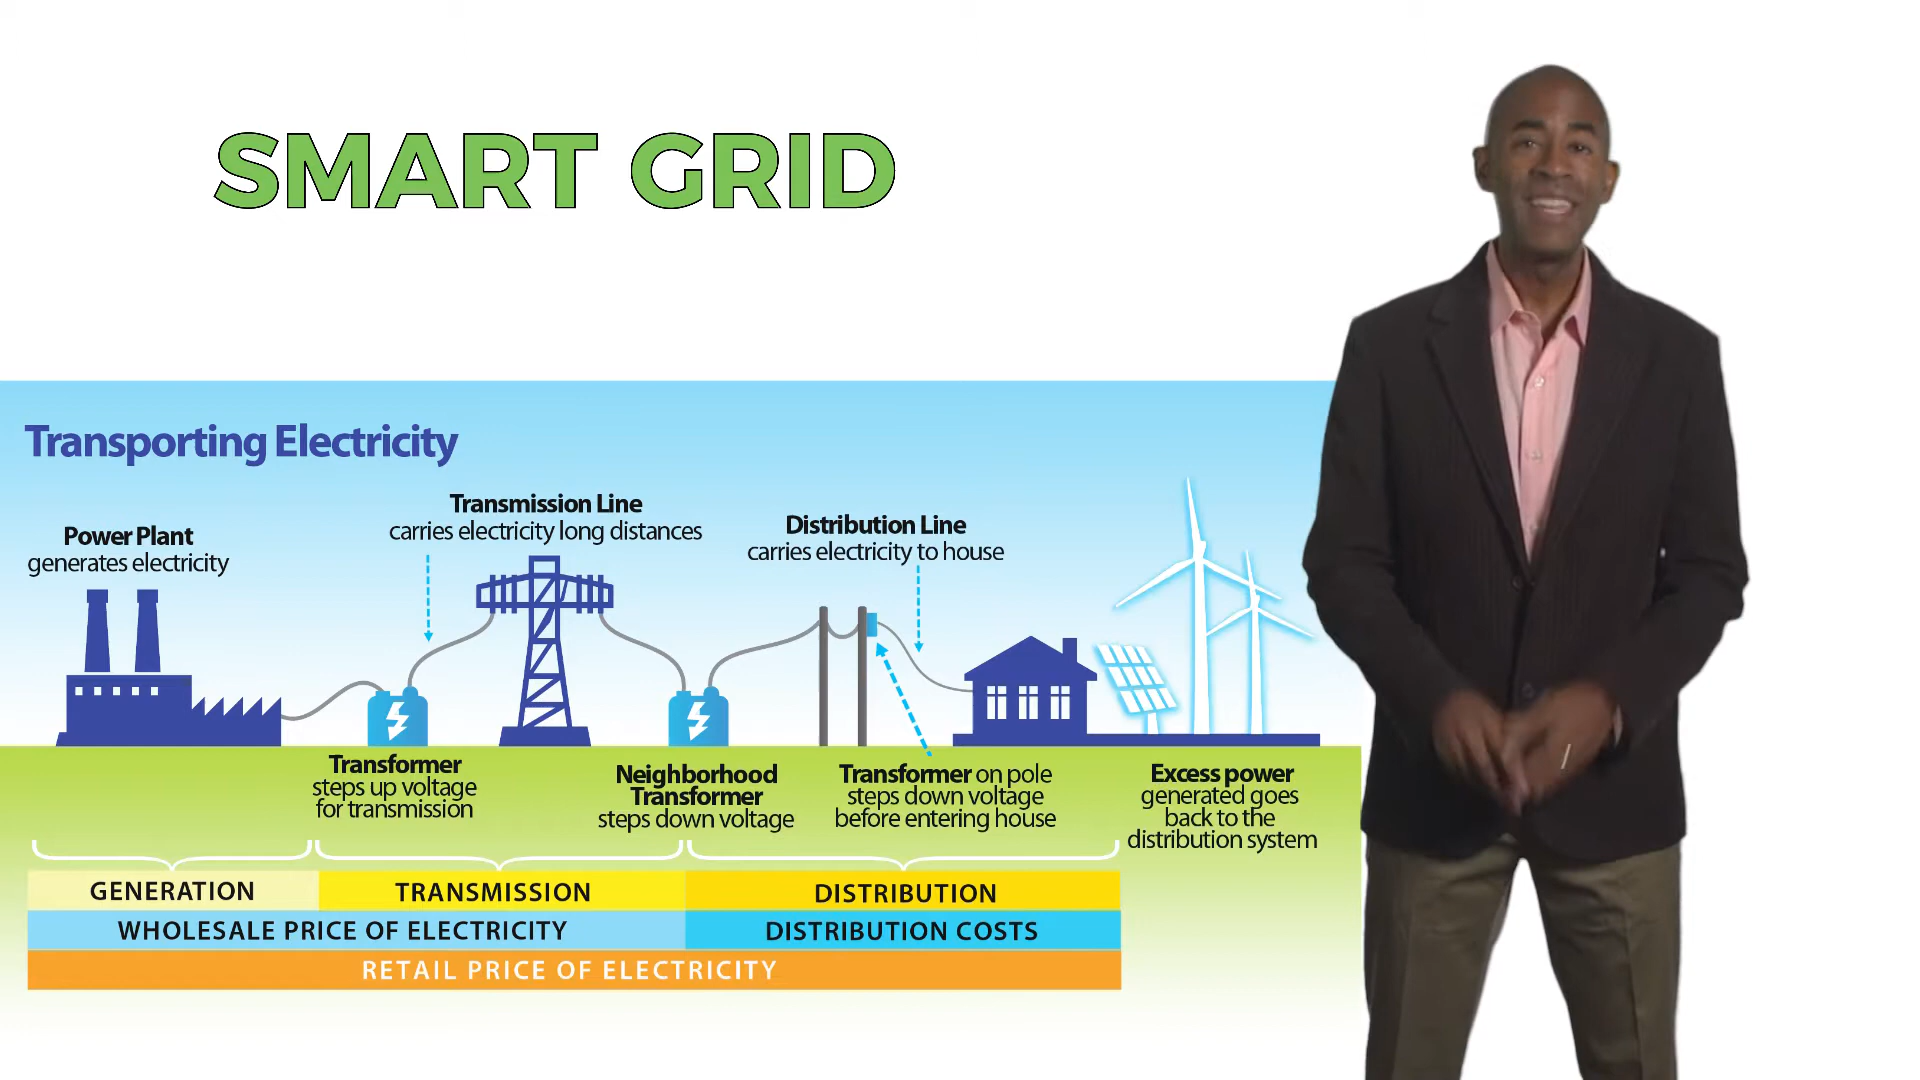 SMART GRID
Transporting Electricity
Transmission Line
carries electricity long distances
Power Plant
generates electricity
Distribution Line
carries electricity to house
Transformer
steps up voltage
for transmission
Neighborhood
Transformer
steps down voltage
Transformer on pole
steps down voltage
before entering house
Excess power
generated goes
back to the
distribution system
GENERATION
TRANSMISSION
DISTRIBUTION
WHOLESALE PRICE OF ELECTRICITY
DISTRIBUTION COSTS
RETAIL PRICE OF ELECTRICITY